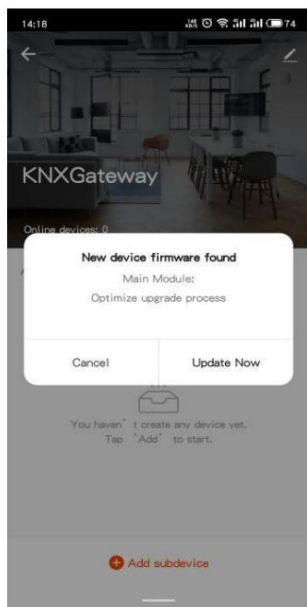 14:18
74
KNXGateway
Online devices: 0
New device firmware found
Main Module:
Optimize upgrade process
Cancel
Update Now
You haven't create any device yet.
Tap 'Add' to start.
Add subdevice